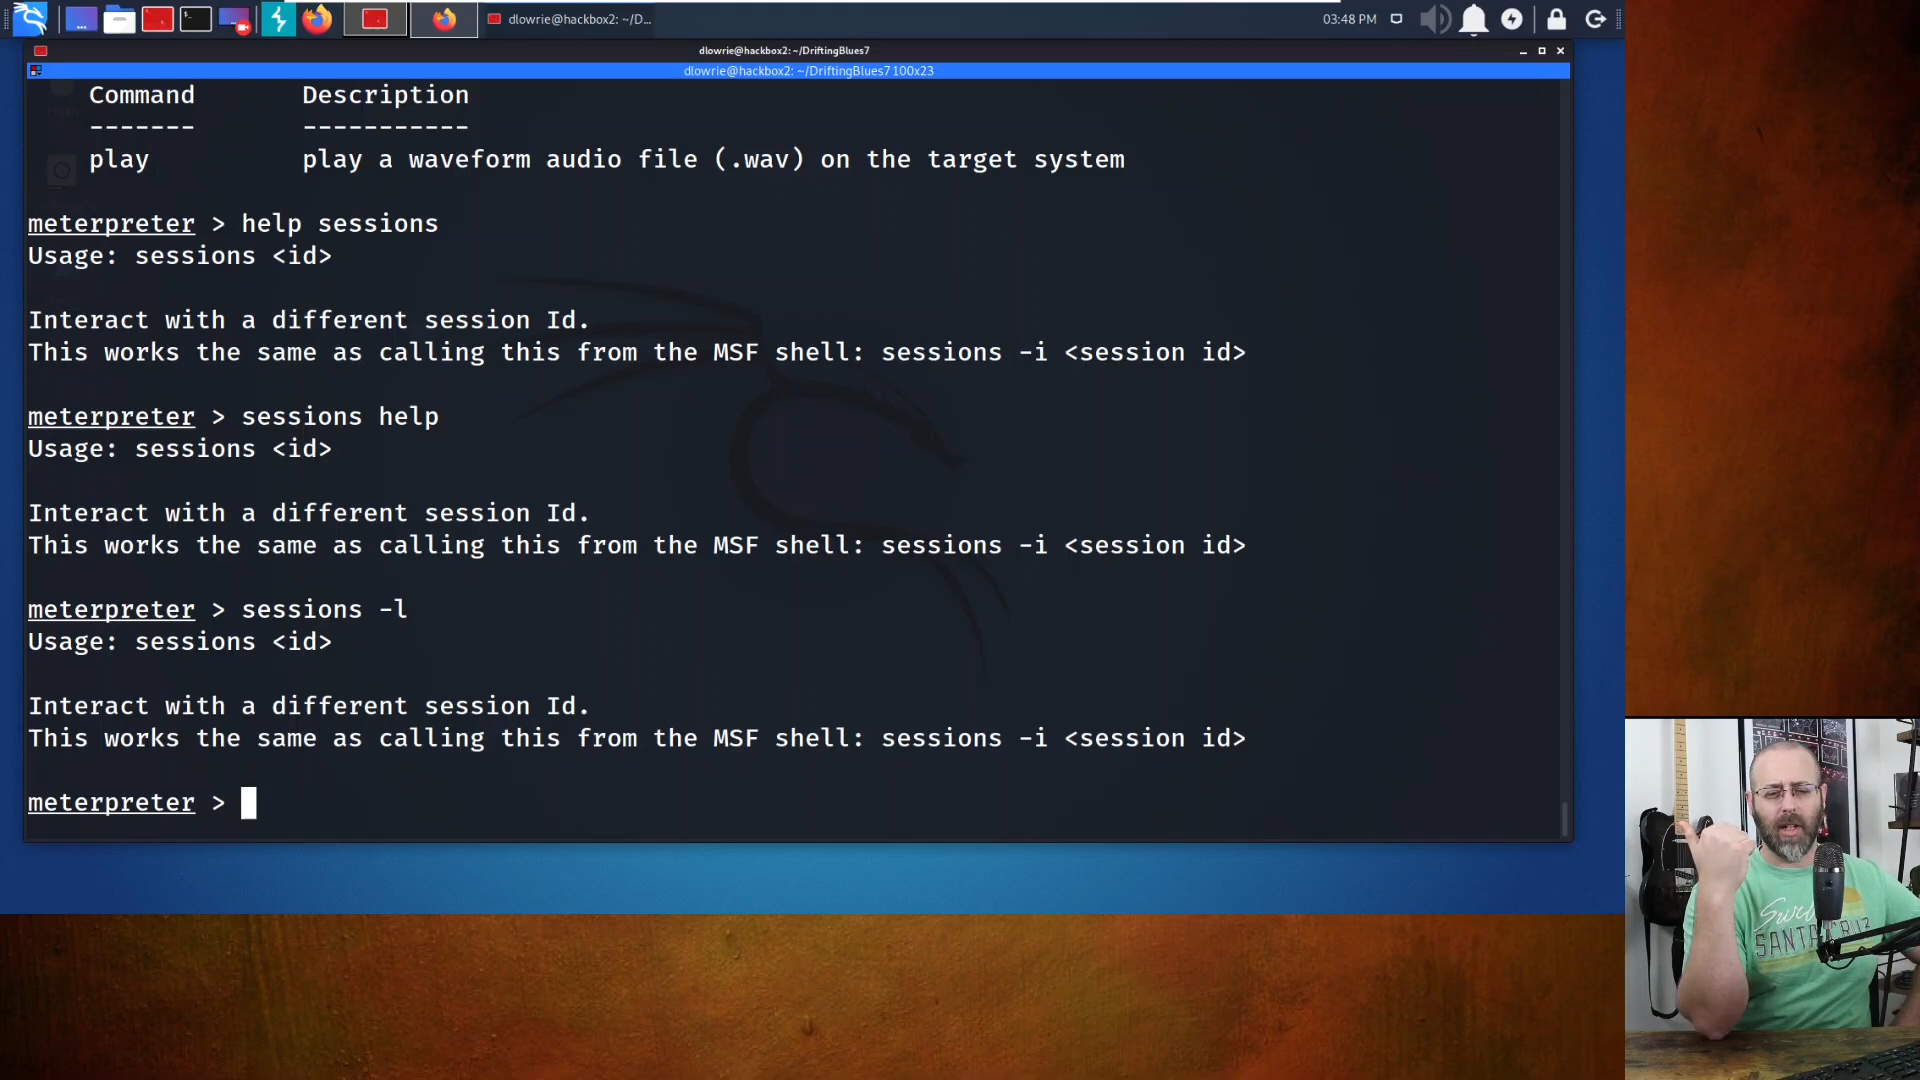 dlowrie@hackbox2: ~/D...
03:48 PM
dlowrie@hackbox2: ~/DriftingBlues7
dlowrie@hackbox2: ~/DriftingBlues7 100x23
Command Description
------- -----------
play play a waveform audio file (.wav) on the target system
meterpreter > help sessions
Usage: sessions <id>
Interact with a different session Id.
This works the same as calling this from the MSF shell: sessions -i <session id>
meterpreter > sessions help
Usage: sessions <id>
Interact with a different session Id.
This works the same as calling this from the MSF shell: sessions -i <session id>
meterpreter > sessions -l
Usage: sessions <id>
Interact with a different session Id.
This works the same as calling this from the MSF shell: sessions -i <session id>
meterpreter >
SANTA CRUZ